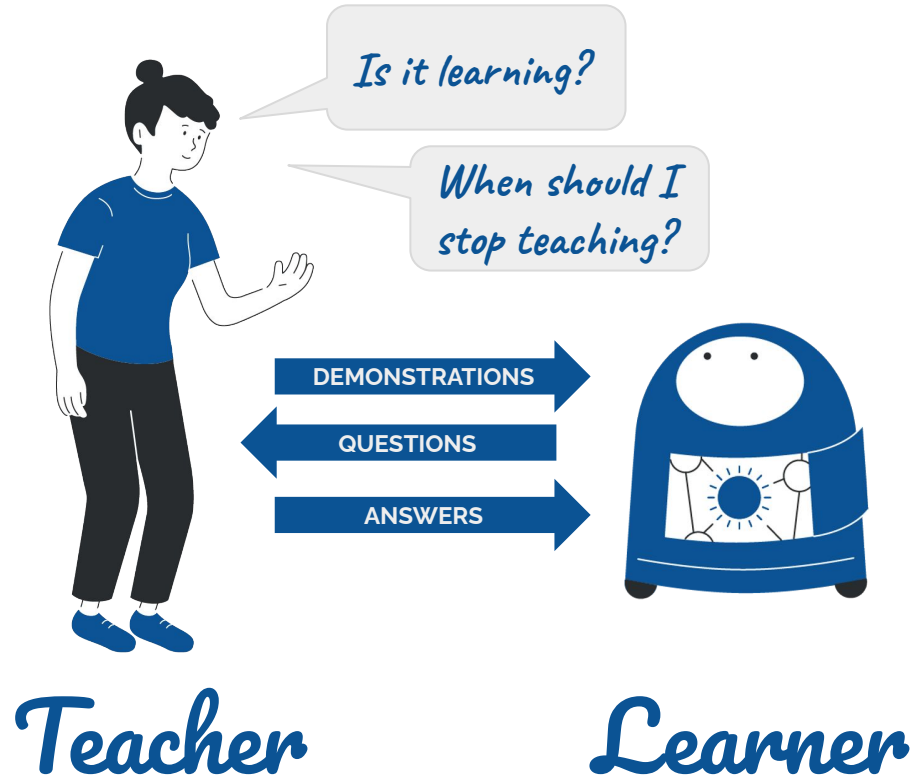 Is it learning?
When should I
stop teaching?
DEMONSTRATIONS
QUESTIONS
ANSWERS
Teacher
Learner